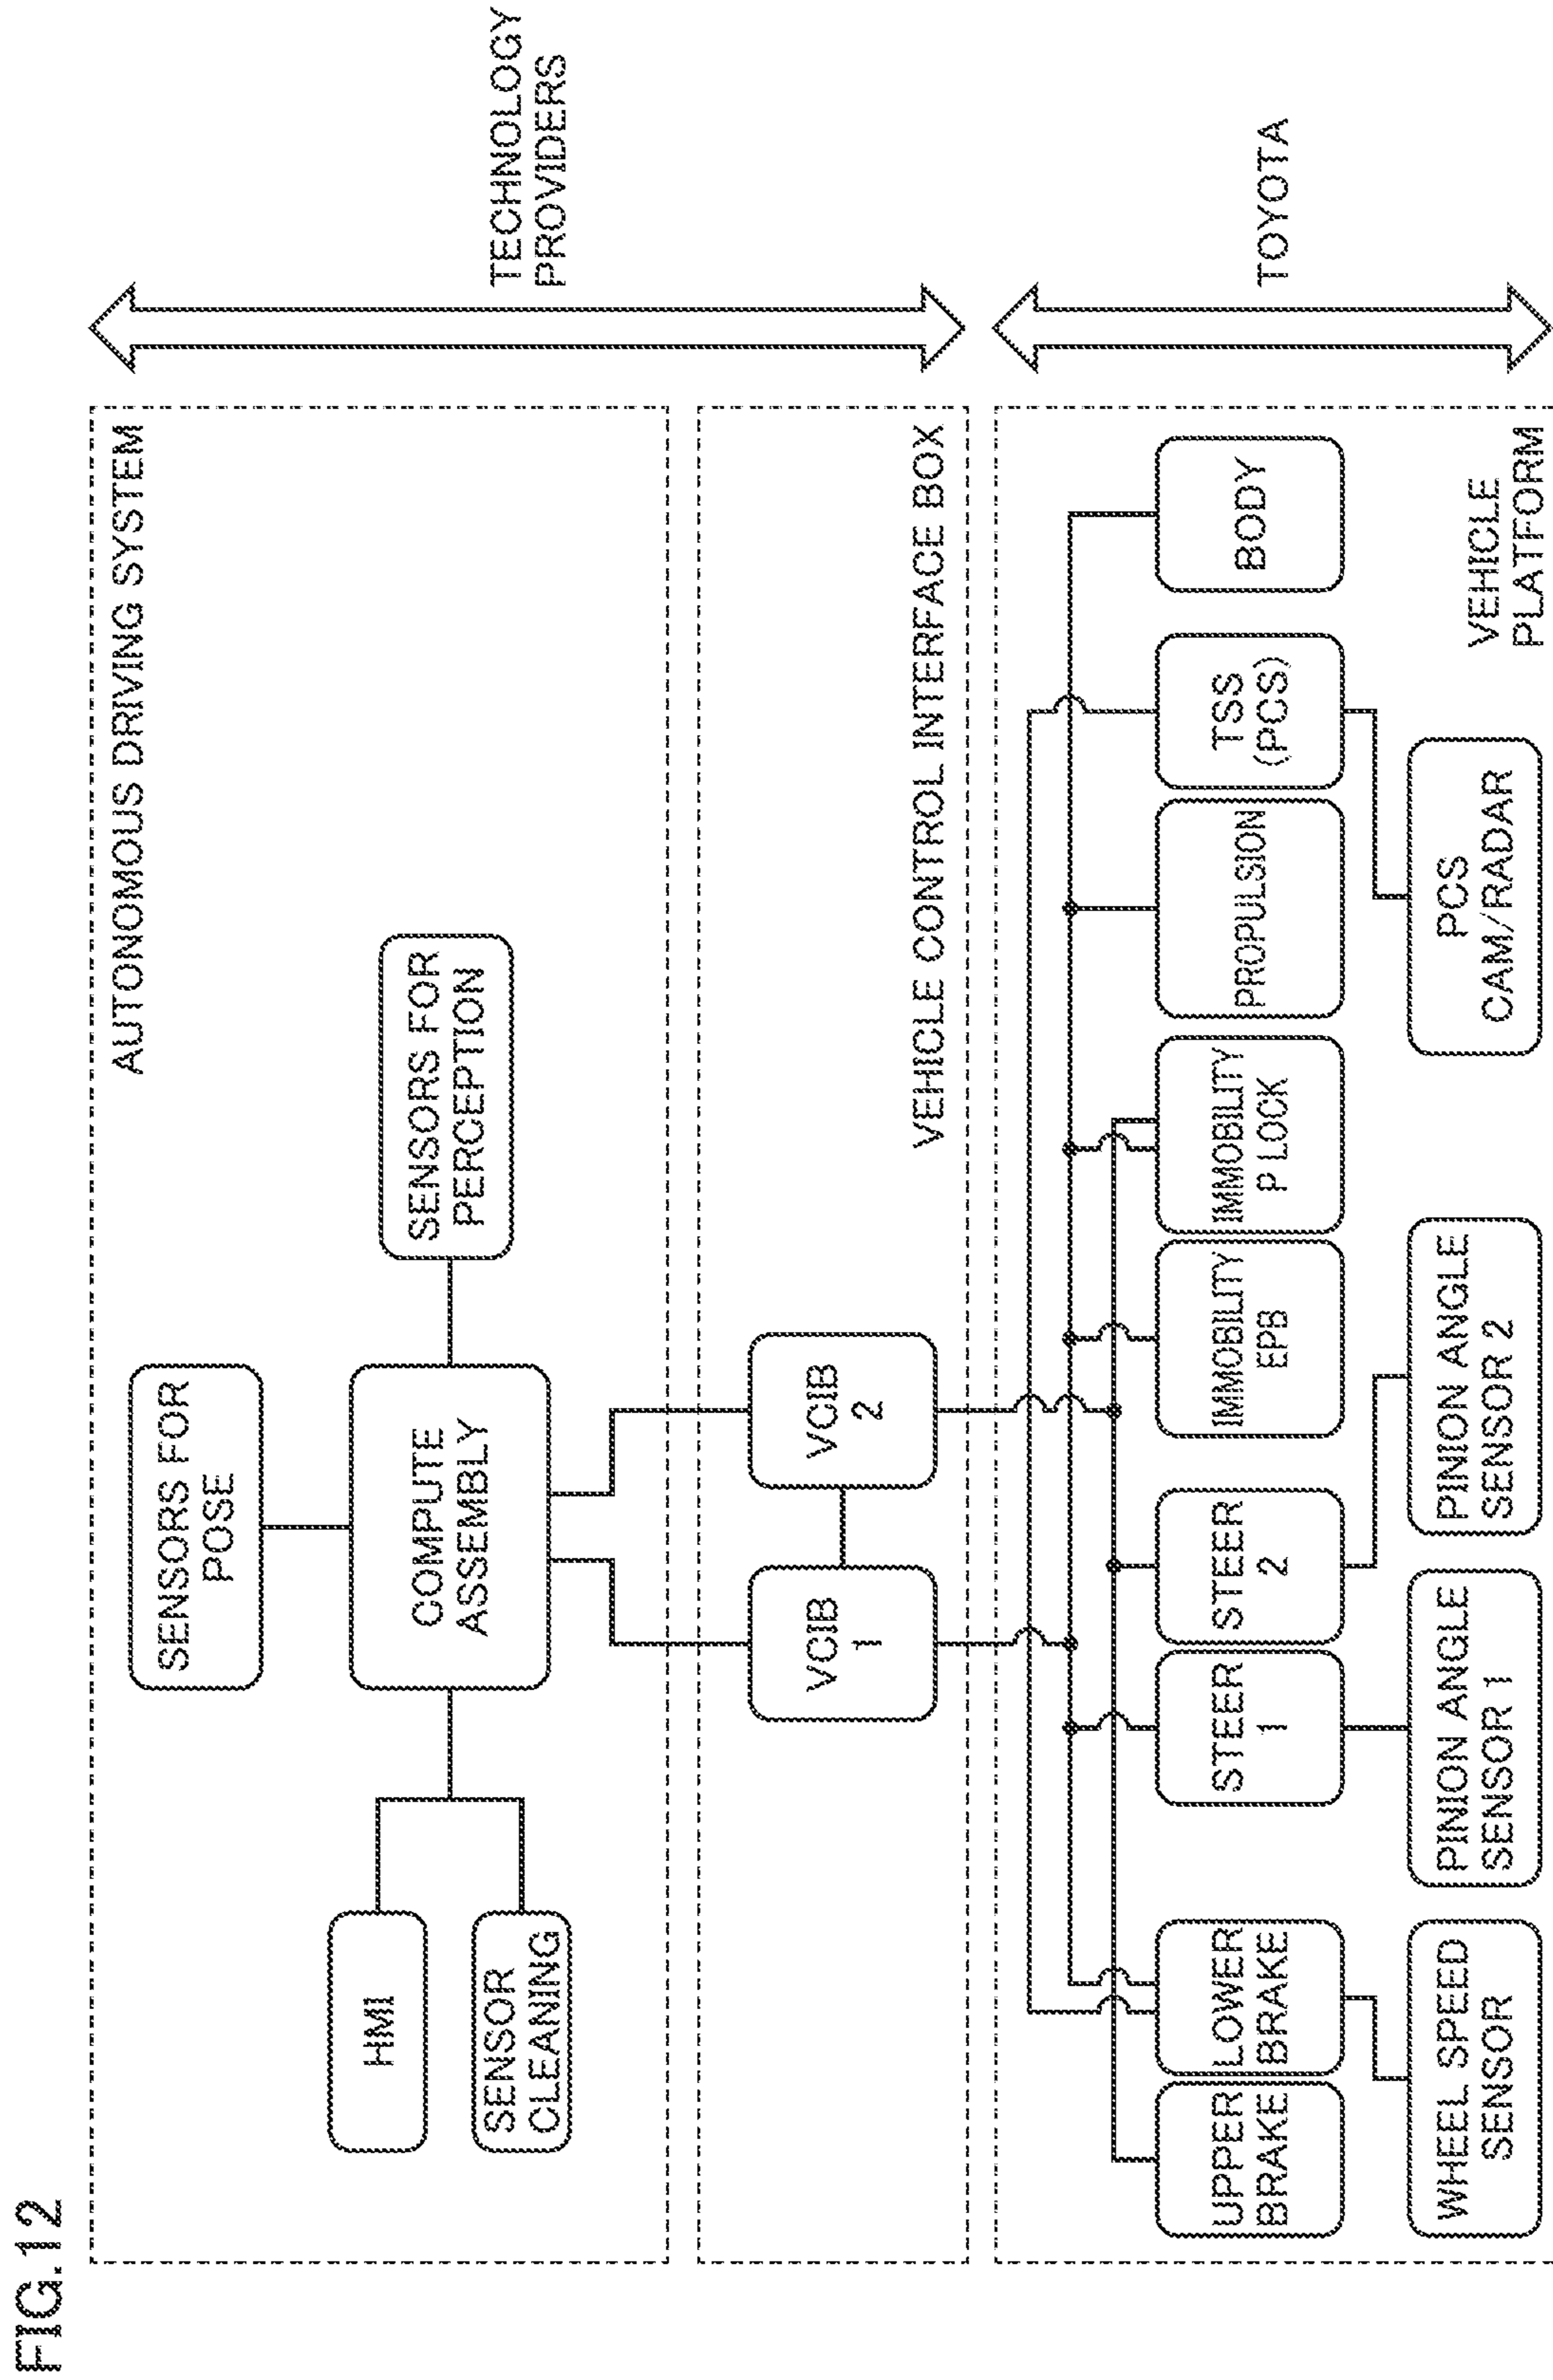 FIG.12
AUTONOMOUS DRIVING SYSTEM
SENSORS FOR
POSE
HMI
SENSOR
CLEANING
COMPUTE
ASSEMBLY
SENSORS FOR
PERCEPTION
TECHNOLOGY
PROVIDERS
VCIB
1
VCIB
2
VEHICLE CONTROL INTERFACE BOX
UPPER
BRAKE
LOWER
BRAKE
STEER
1
STEER
2
IMMOBILITY
EPB
IMMOBILITY
P LOCK
PROPULSION
TSS
(PCS)
BODY
TOYOTA
WHEEL SPEED
SENSOR
PINION ANGLE
SENSOR 1
PINION ANGLE
SENSOR 2
PCS
CAM/RADAR
VEHICLE
PLATFORM